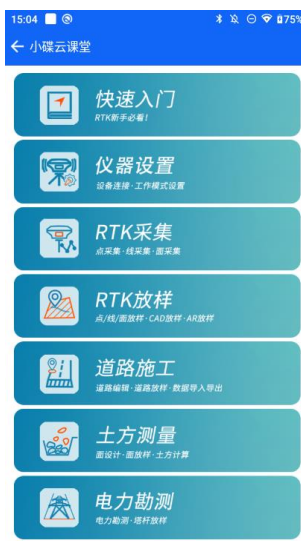 15:04 75%
小碟云课堂
快速入门
RTK新手必看！
仪器设置
设备连接·工作模式设置
RTK采集
点采集·线采集·面采集
RTK放样
点/线/面放样·CAD放样·AR放样
道路施工
道路编辑·道路放样·数据导入导出
土方测量
面设计·面放样·土方计算
电力勘测
电力勘测·塔杆放样